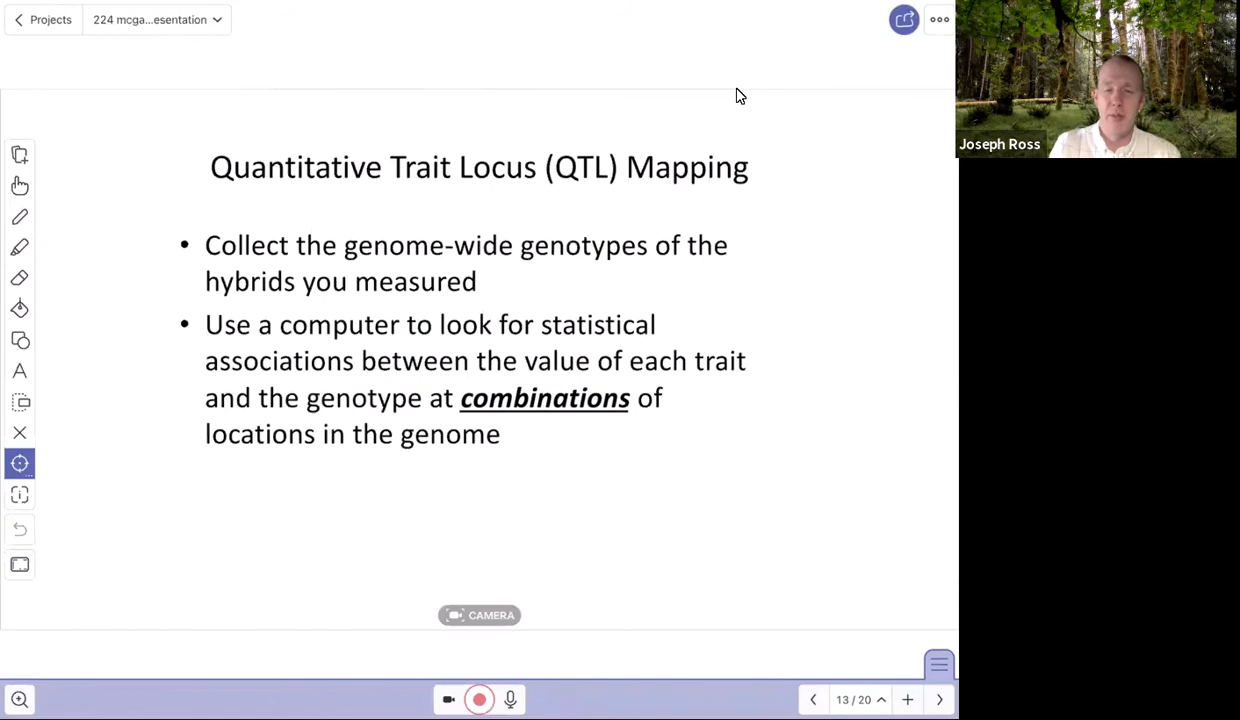 Projects
224 mcga...esentation
Joseph Ross
Quantitative Trait Locus (QTL) Mapping
• Collect the genome-wide genotypes of the
hybrids you measured
• Use a computer to look for statistical
associations between the value of each trait
and the genotype at combinations of
locations in the genome
CAMERA
13 / 20